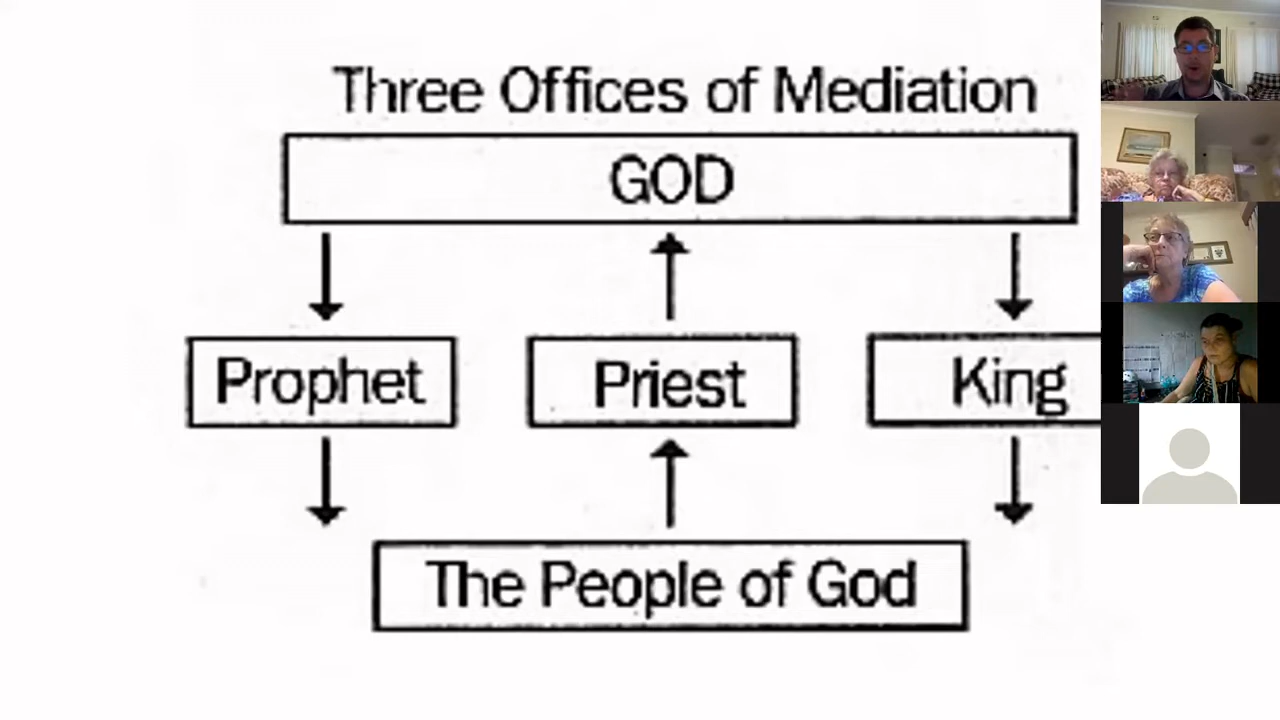 Three Offices of Mediation
GOD
Prophet
Priest
King
The People of God